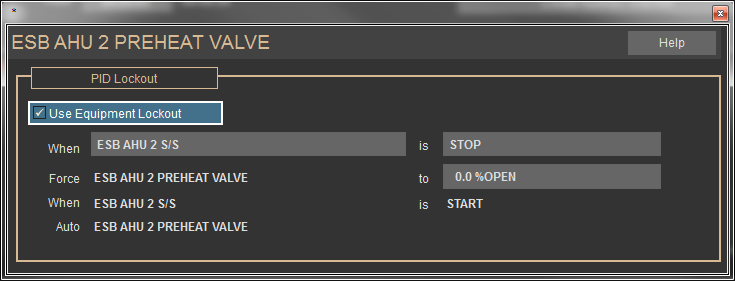 *
x
ESB AHU 2 PREHEAT VALVE
Help
PID Lockout
Use Equipment Lockout
When ESB AHU 2 S/S is STOP
Force ESB AHU 2 PREHEAT VALVE to 0.0 %OPEN
When ESB AHU 2 S/S is START
Auto ESB AHU 2 PREHEAT VALVE